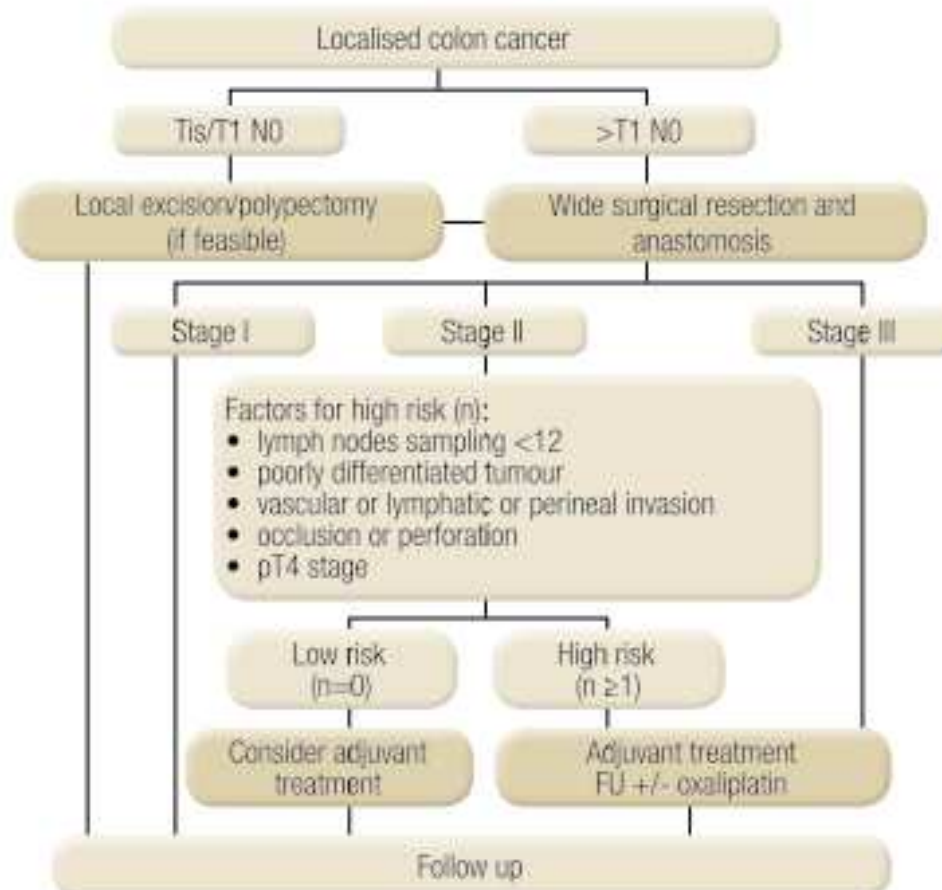 Localised colon cancer
Tis/T1 N0
>T1 N0
Local excision/polypectomy
(if feasible)
Wide surgical resection and
anastomosis
Stage I
Stage II
Stage III
Factors for high risk (n):
• lymph nodes sampling <12
• poorly differentiated tumour
• vascular or lymphatic or perineal invasion
• occlusion or perforation
• pT4 stage
Low risk
(n=0)
High risk
(n ≥1)
Consider adjuvant
treatment
Adjuvant treatment
FU +/- oxaliplatin
Follow up